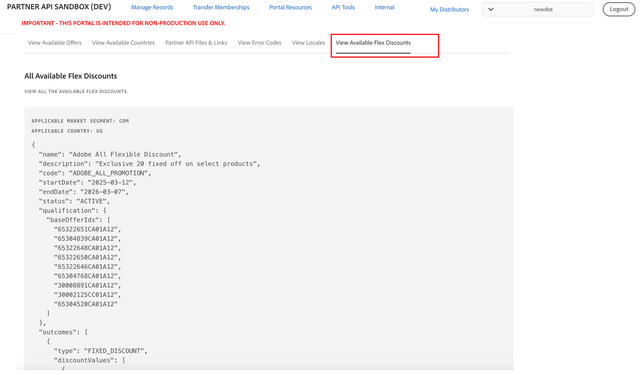 PARTNER API SANDBOX (DEV)
Manage Records
Transfer Memberships
Portal Resources
API Tools
Internal
My Distributors
newdist
Logout
IMPORTANT - THIS PORTAL IS INTENDED FOR NON-PRODUCTION USE ONLY.
View Available Offers
View Available Countries
Partner API Files & Links
View Error Codes
View Locales
View Available Flex Discounts
All Available Flex Discounts
VIEW ALL THE AVAILABLE FLEX DISCOUNTS.
APPLICABLE MARKET SEGMENT: COM
APPLICABLE COUNTRY: US
{
"name": "Adobe All Flexible Discount",
"description": "Exclusive 20 fixed off on select products",
"code": "ADOBE_ALL_PROMOTION",
"startDate": "2025-03-12",
"endDate": "2026-03-07",
"status": "ACTIVE",
"qualification": {
"baseOfferIds": [
"65322651CA01A12",
"65304839CA01A12",
"65322648CA01A12",
"65322650CA01A12",
"65322646CA01A12",
"65304768CA01A12",
"30008891CA01A12",
"30002125CC01A12",
"65304520CA01A12"
]
},
"outcomes": [
{
"type": "FIXED_DISCOUNT",
"discountValues": [
{